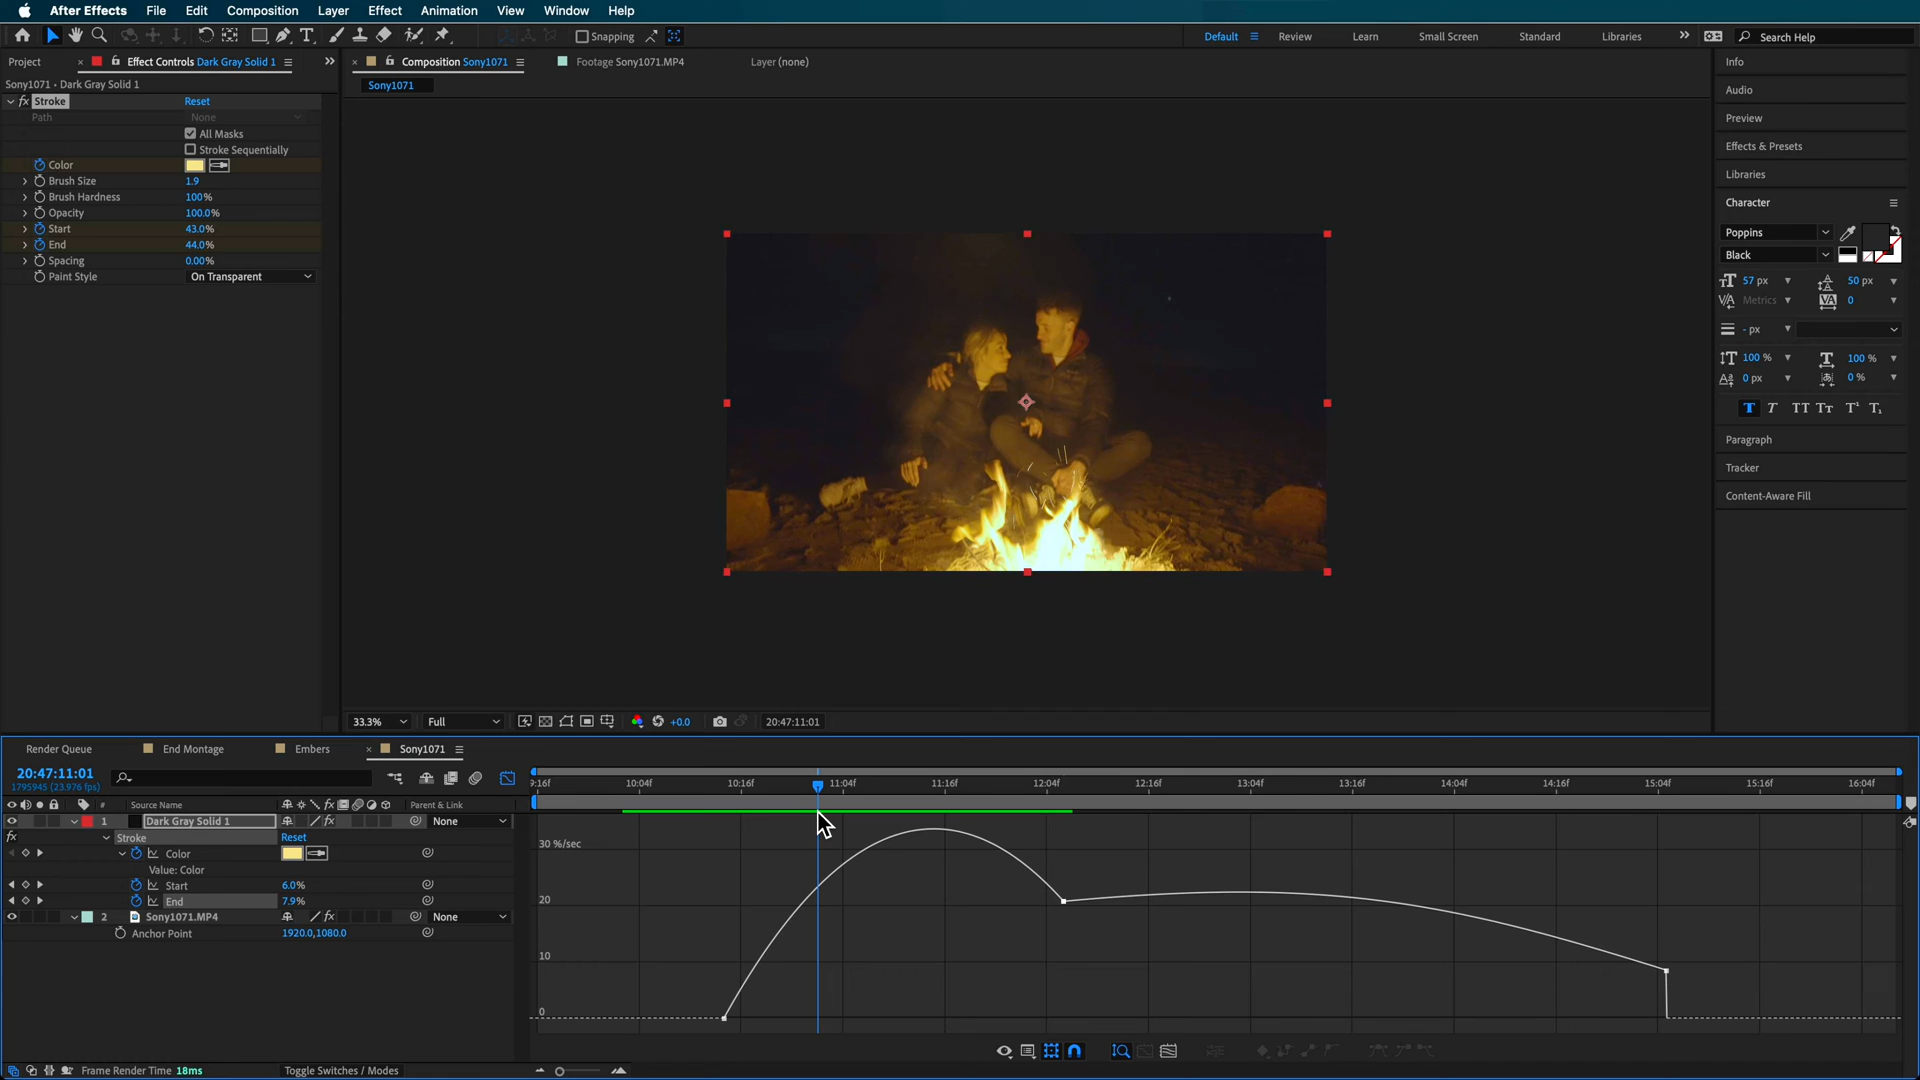 After Effects File Edit Composition Layer Effect Animation View Window Help
Snapping Default Review Learn Small Screen Standard Libraries Search Help
Project Effect Controls Dark Gray Solid 1 Composition Sony1071 Footage Sony1071.MP4 Layer (none)
Sony1071 • Dark Gray Solid 1
Sony1071
fx Stroke Reset
Path None
All Masks
Stroke Sequentially
Color
Brush Size 1.9
Brush Hardness 100%
Opacity 100.0%
Start 43.0%
End 44.0%
Spacing 0.00%
Paint Style On Transparent
Info
Audio
Preview
Effects & Presets
Libraries
Character
Poppins
Black
57 px 50 px
Metrics 0
- px
100 % 100 %
0 px 0 %
T T TT Tr T¹ T₁
Paragraph
Tracker
Content-Aware Fill
33.3% Full +0.0 20:47:11:01
Render Queue End Montage Embers Sony1071
20:47:11:01
1795945 (23.976 fps)
9:16f 10:04f 10:16f 11:04f 11:16f 12:04f 12:16f 13:04f 13:16f 14:04f 14:16f 15:04f 15:16f 16:04f
# Source Name Parent & Link
1 Dark Gray Solid 1 None
fx Stroke Reset
Color
Value: Color
Start 6.0%
End 7.9%
2 Sony1071.MP4 None
Anchor Point 1920.0,1080.0
30 %/sec
20
10
0
Frame Render Time 18ms Toggle Switches / Modes